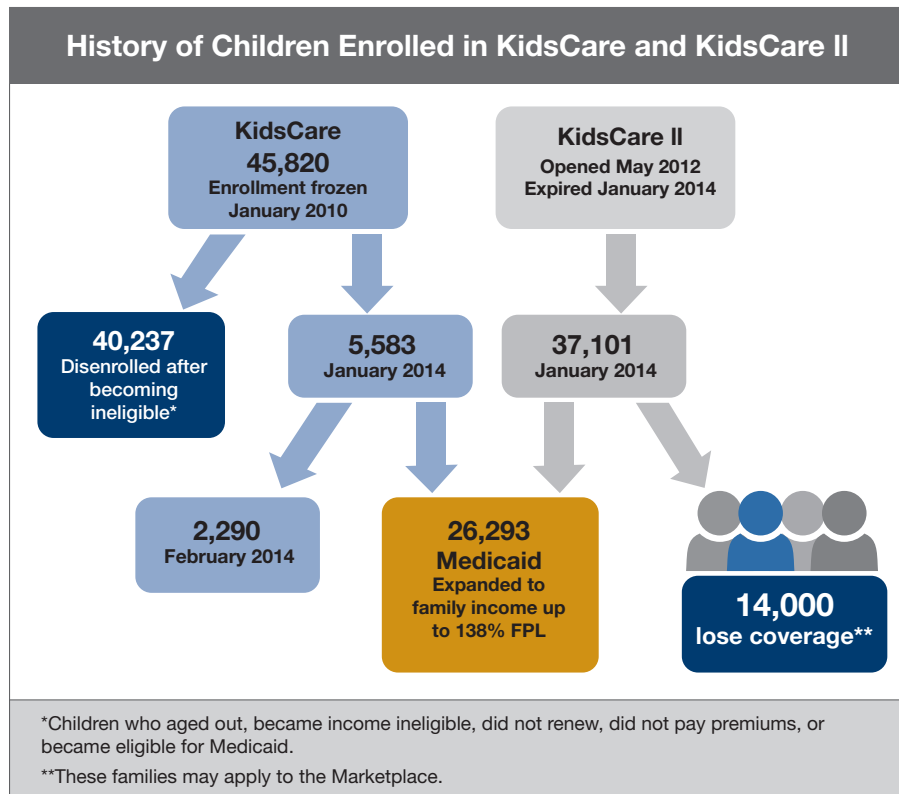 History of Children Enrolled in KidsCare and KidsCare II
KidsCare
45,820
Enrollment frozen
January 2010
KidsCare II
Opened May 2012
Expired January 2014
40,237
Disenrolled after
becoming
ineligible*
5,583
January 2014
37,101
January 2014
2,290
February 2014
26,293
Medicaid
Expanded to
family income up
to 138% FPL
14,000
lose coverage**
*Children who aged out, became income ineligible, did not renew, did not pay premiums, or
became eligible for Medicaid.
**These families may apply to the Marketplace.